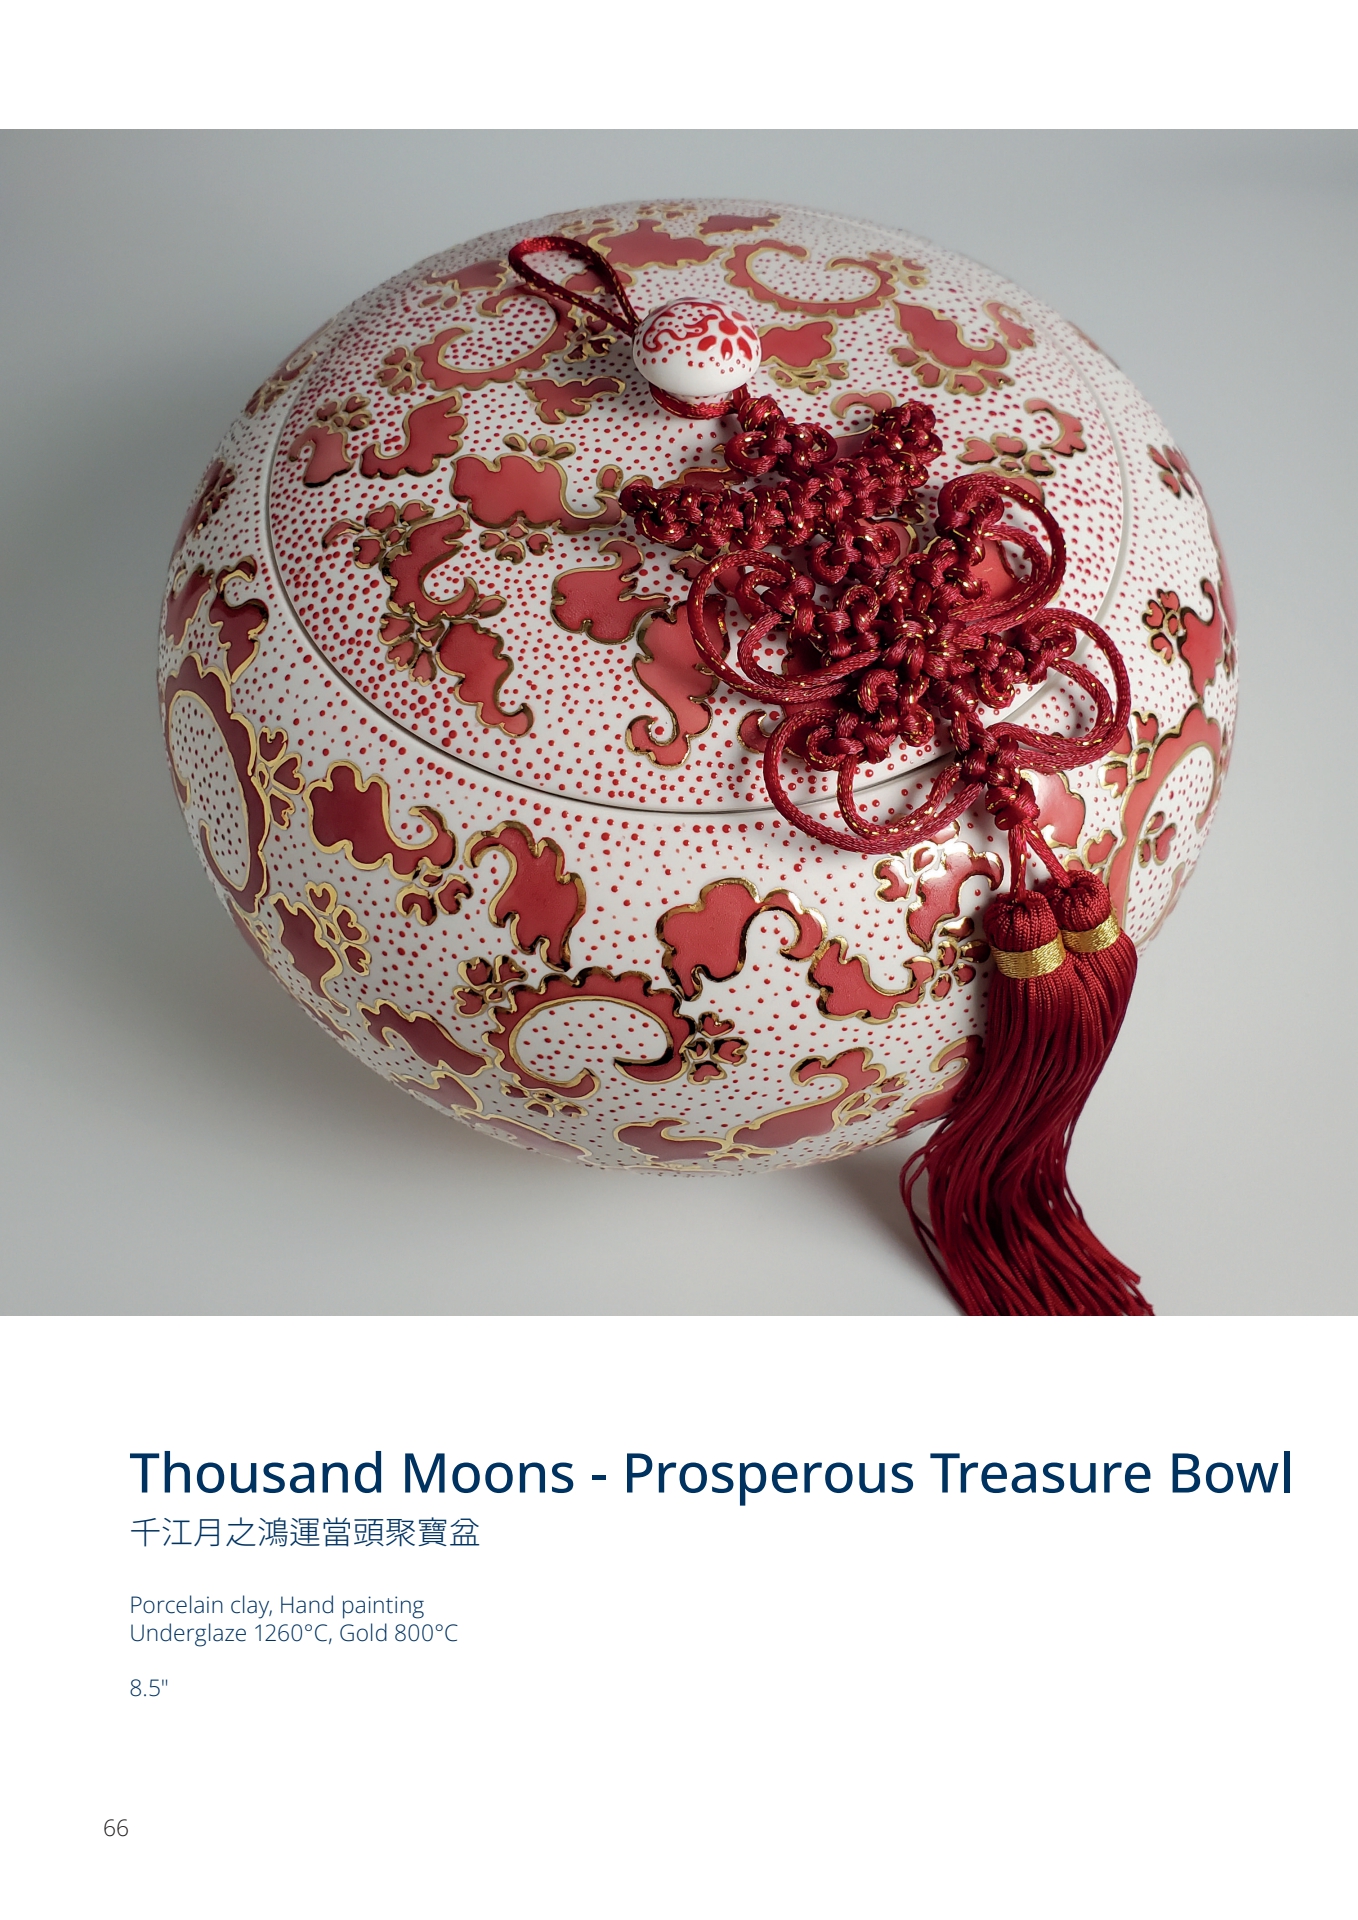 Thousand Moons - Prosperous Treasure Bowl
千江月之鴻運當頭聚寶盆
Porcelain clay, Hand painting
Underglaze 1260°C, Gold 800°C
8.5"
66